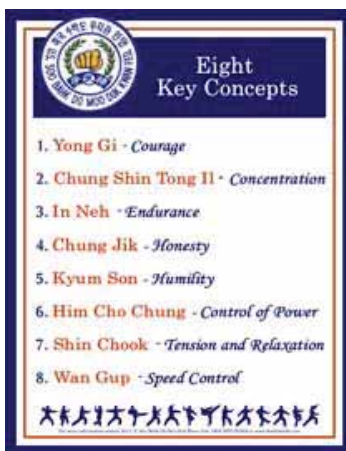 Eight
Key Concepts
1. Yong Gi - Courage
2. Chung Shin Tong Il - Concentration
3. In Neh - Endurance
4. Chung Jik - Honesty
5. Kyum Son - Humility
6. Him Cho Chung - Control of Power
7. Shin Chook - Tension and Relaxation
8. Wan Gup - Speed Control